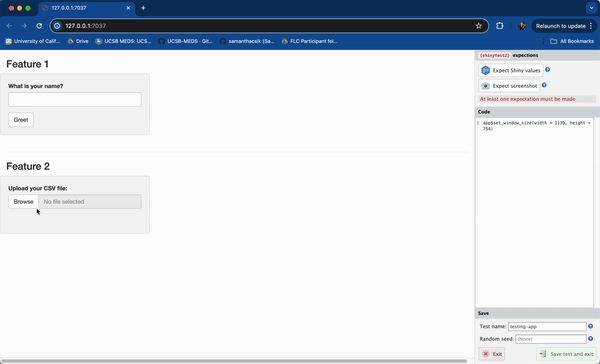 127.0.0.1:7037
127.0.0.1:7037
Relaunch to update
University of Calif...
Drive
UCSB MEDS: UCS...
UCSB-MEDS - Git...
samanthacsik (Sa...
FLC Participant fol...
All Bookmarks
Feature 1
What is your name?
Greet
Feature 2
Upload your CSV file:
Browse
No file selected
{shinytest2} expections
Expect Shiny values
Expect screenshot
At least one expectation must be made
Code
1 app$set_window_size(width = 1139, height =
754)
Save
Test name: testing-app
Random seed: (None)
Exit
Save test and exit